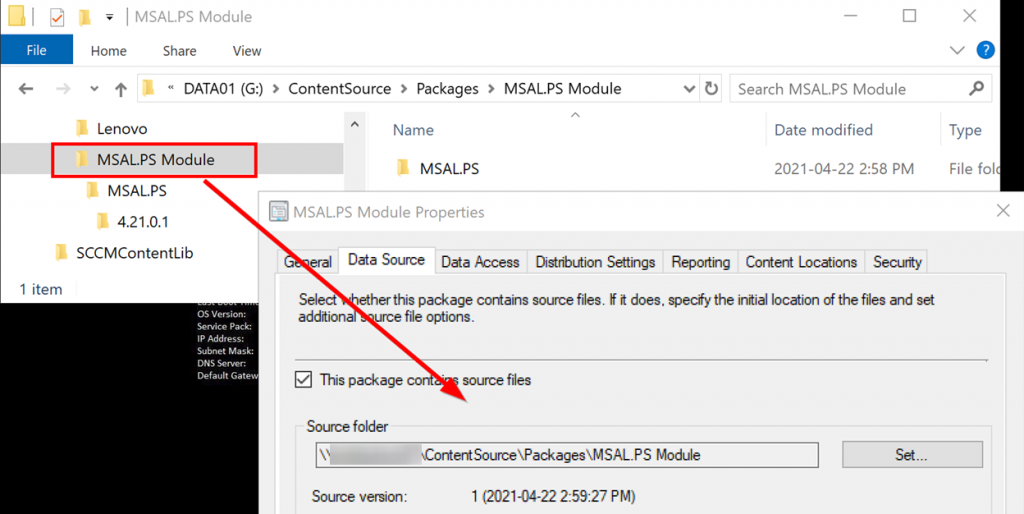 MSAL.PS Module
File Home Share View
« DATA01 (G:) > ContentSource > Packages > MSAL.PS Module
Search MSAL.PS Module
Lenovo
MSAL.PS Module
MSAL.PS
4.21.0.1
SCCMContentLib
1 item
Name Date modified Type
MSAL.PS 2021-04-22 2:58 PM File
OS Version:
Service Pack:
IP Address:
Subnet Mask:
DNS Server:
Default
MSAL.PS Module Properties
General Data Source Data Access Distribution Settings Reporting Content Locations Security
Select whether this package contains source files. If it does, specify the initial location of the files and set
additional source file options.
This package contains source files
Source folder
\\ \ContentSource\Packages\MSAL.PS Module
Set...
Source version: 1 (2021-04-22 2:59:27 PM)